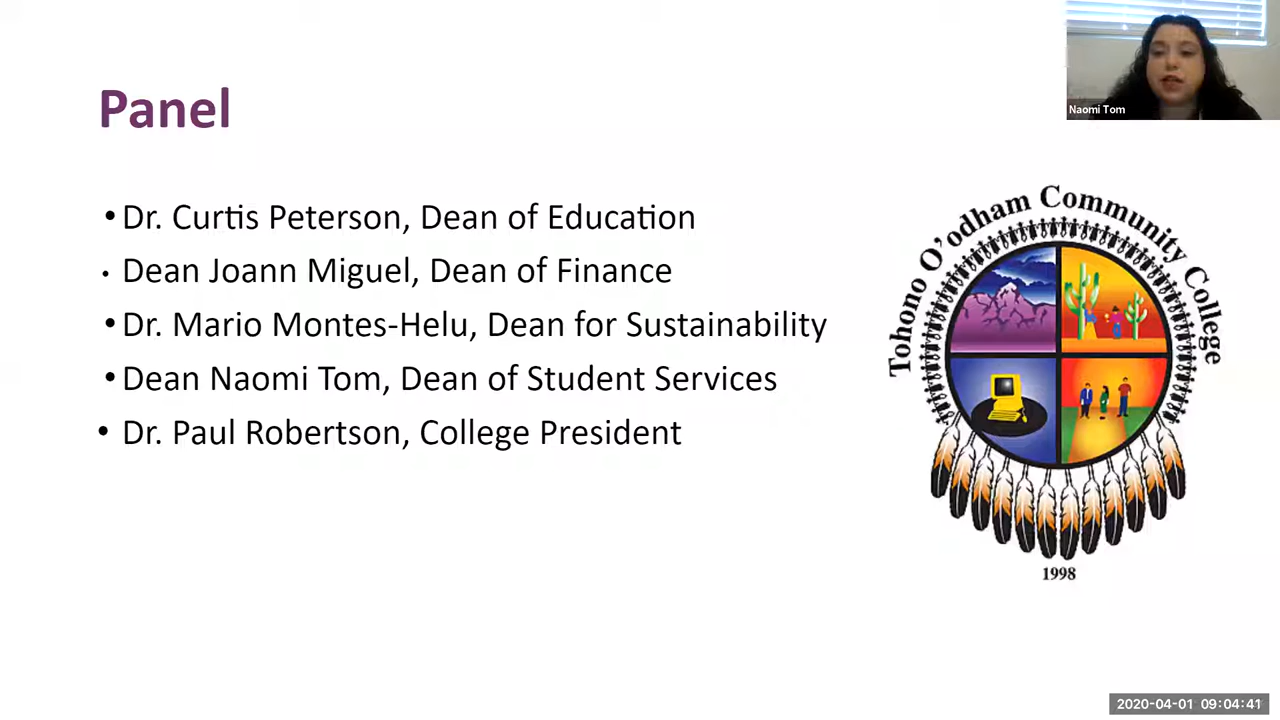 Naomi Tom
Panel
• Dr. Curtis Peterson, Dean of Education
• Dean Joann Miguel, Dean of Finance
• Dr. Mario Montes-Helu, Dean for Sustainability
• Dean Naomi Tom, Dean of Student Services
• Dr. Paul Robertson, College President
Tohono O'odham Community College
1998
2020-04-01 09:04:41